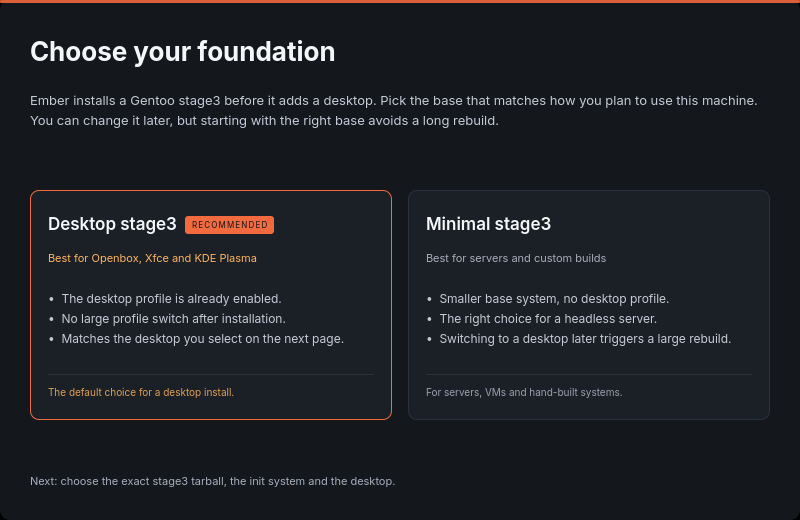 Choose your foundation
Ember installs a Gentoo stage3 before it adds a desktop. Pick the base that matches how you plan to use this machine.
You can change it later, but starting with the right base avoids a long rebuild.
Desktop stage3 RECOMMENDED
Best for Openbox, Xfce and KDE Plasma
• The desktop profile is already enabled.
• No large profile switch after installation.
• Matches the desktop you select on the next page.
The default choice for a desktop install.
Minimal stage3
Best for servers and custom builds
• Smaller base system, no desktop profile.
• The right choice for a headless server.
• Switching to a desktop later triggers a large rebuild.
For servers, VMs and hand-built systems.
Next: choose the exact stage3 tarball, the init system and the desktop.